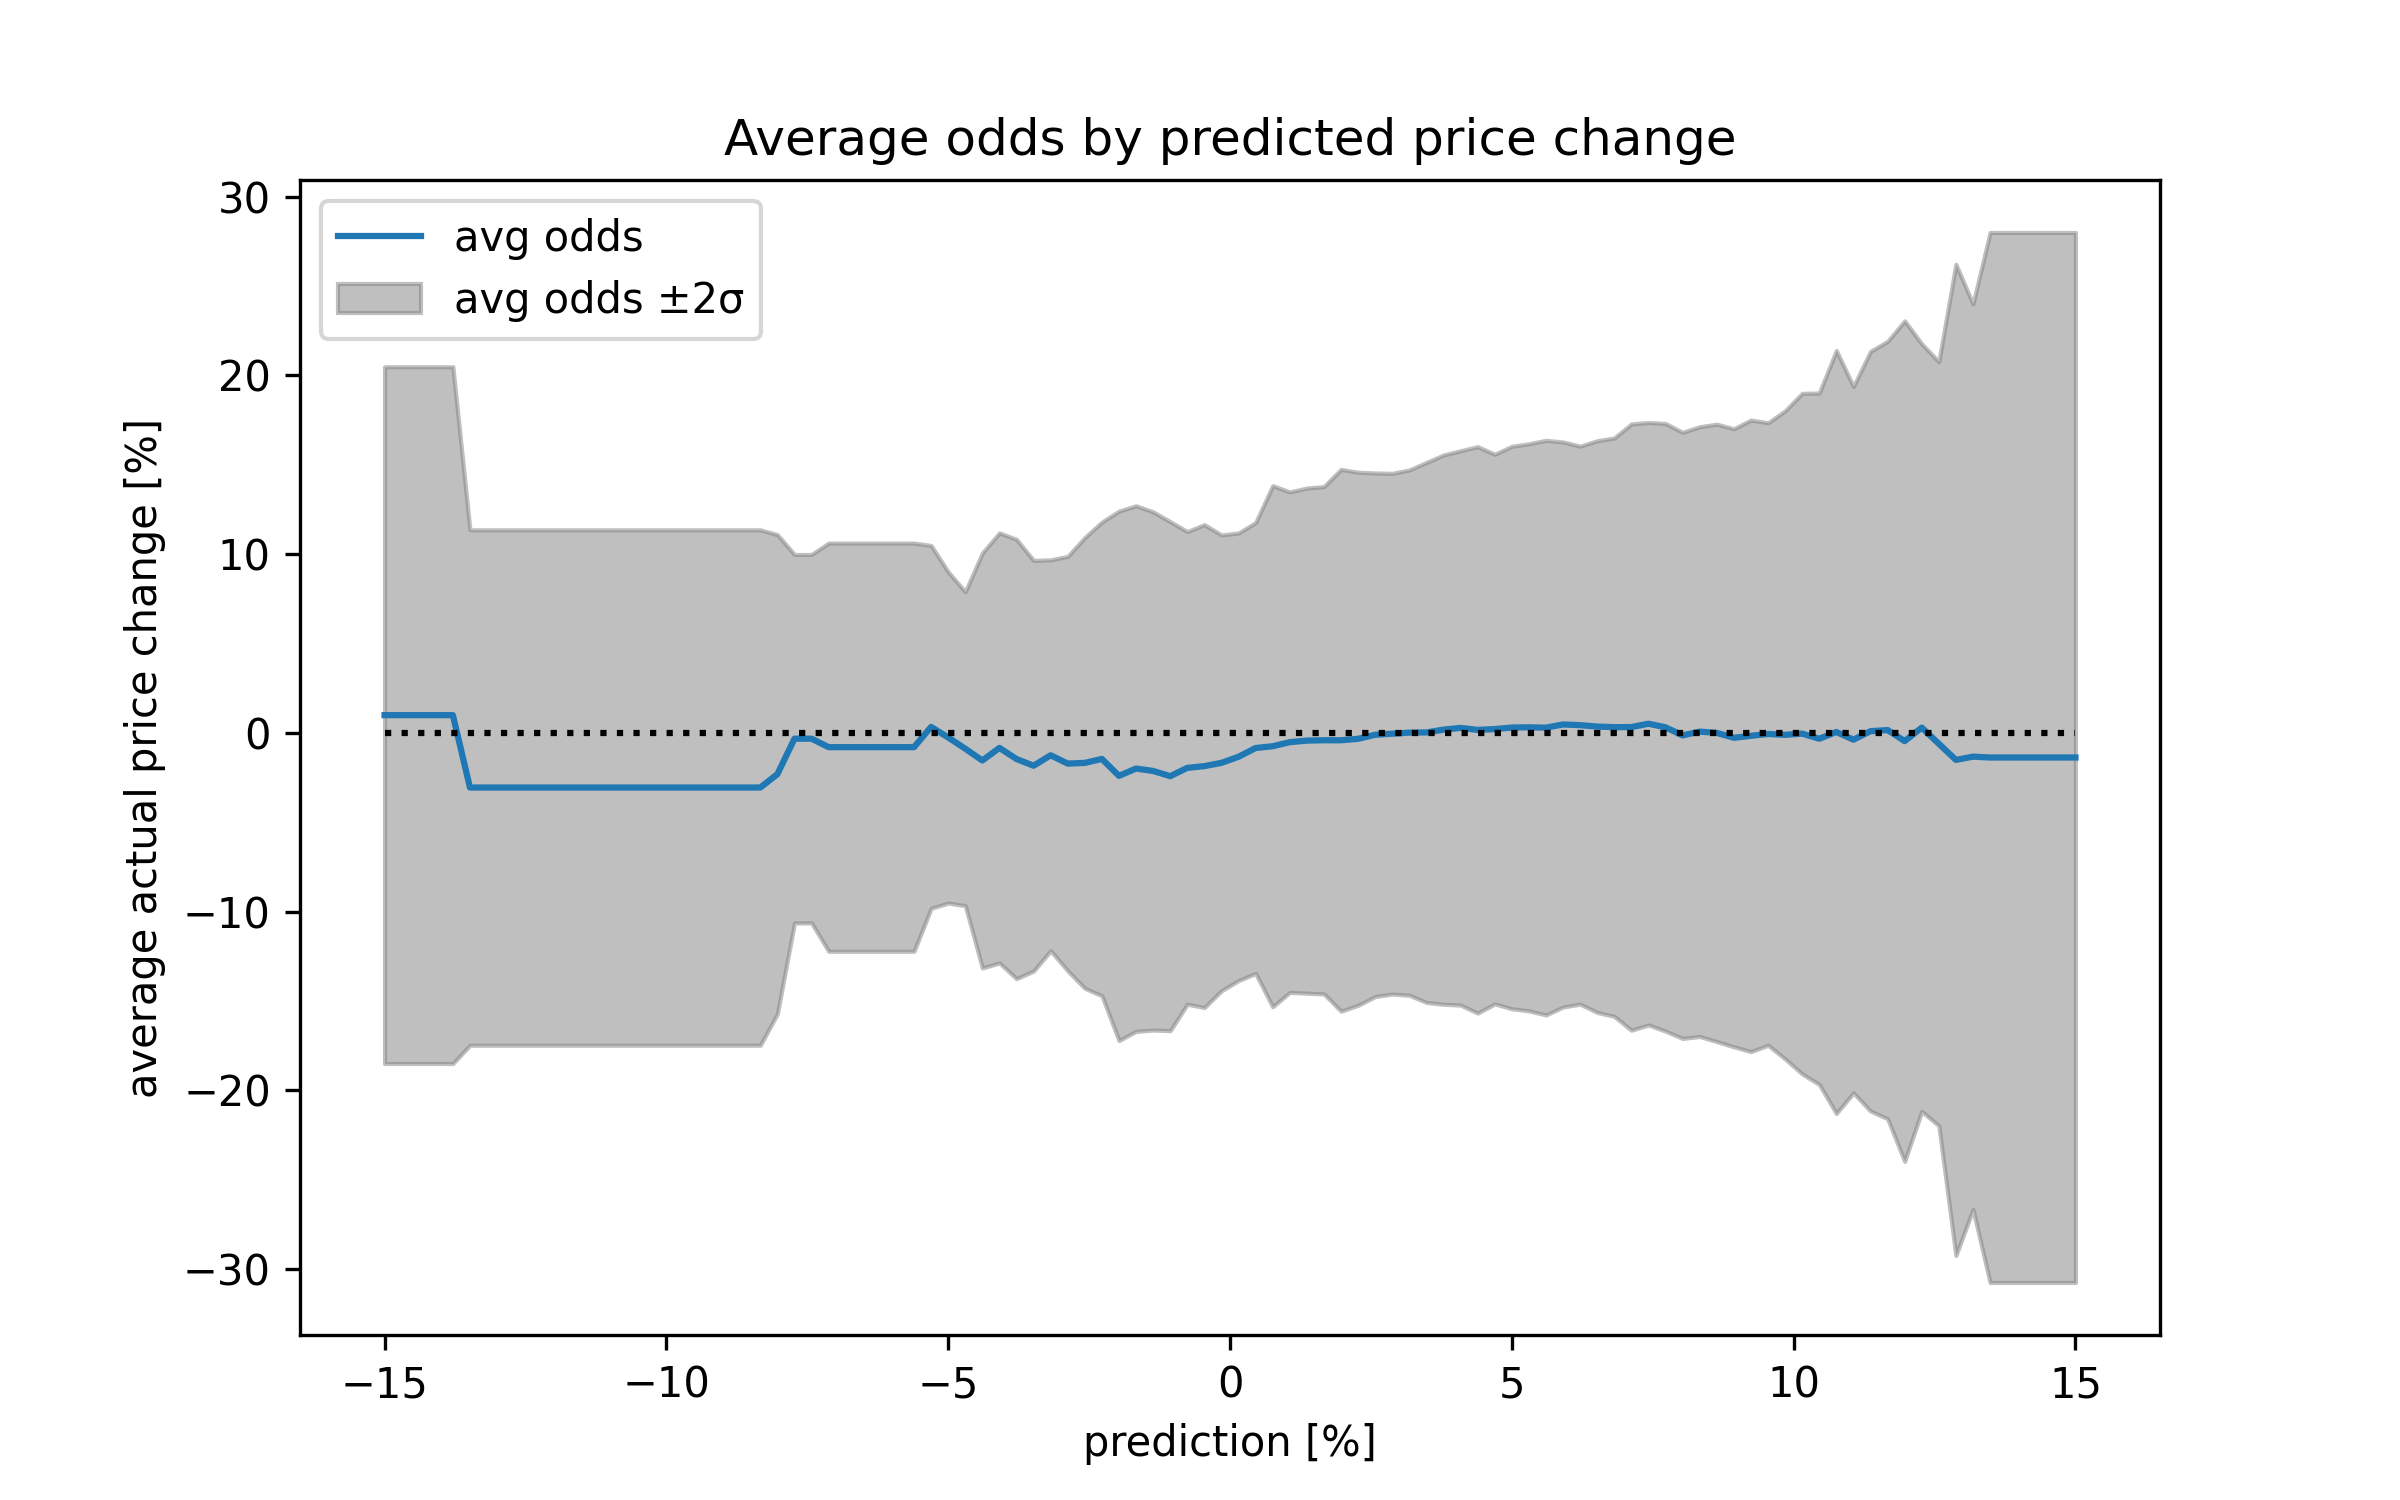 Average odds by predicted price change
avg odds
avg odds ±2σ
average actual price change [%]
30
20
10
0
−10
−20
−30
−15
−10
−5
0
5
10
15
prediction [%]